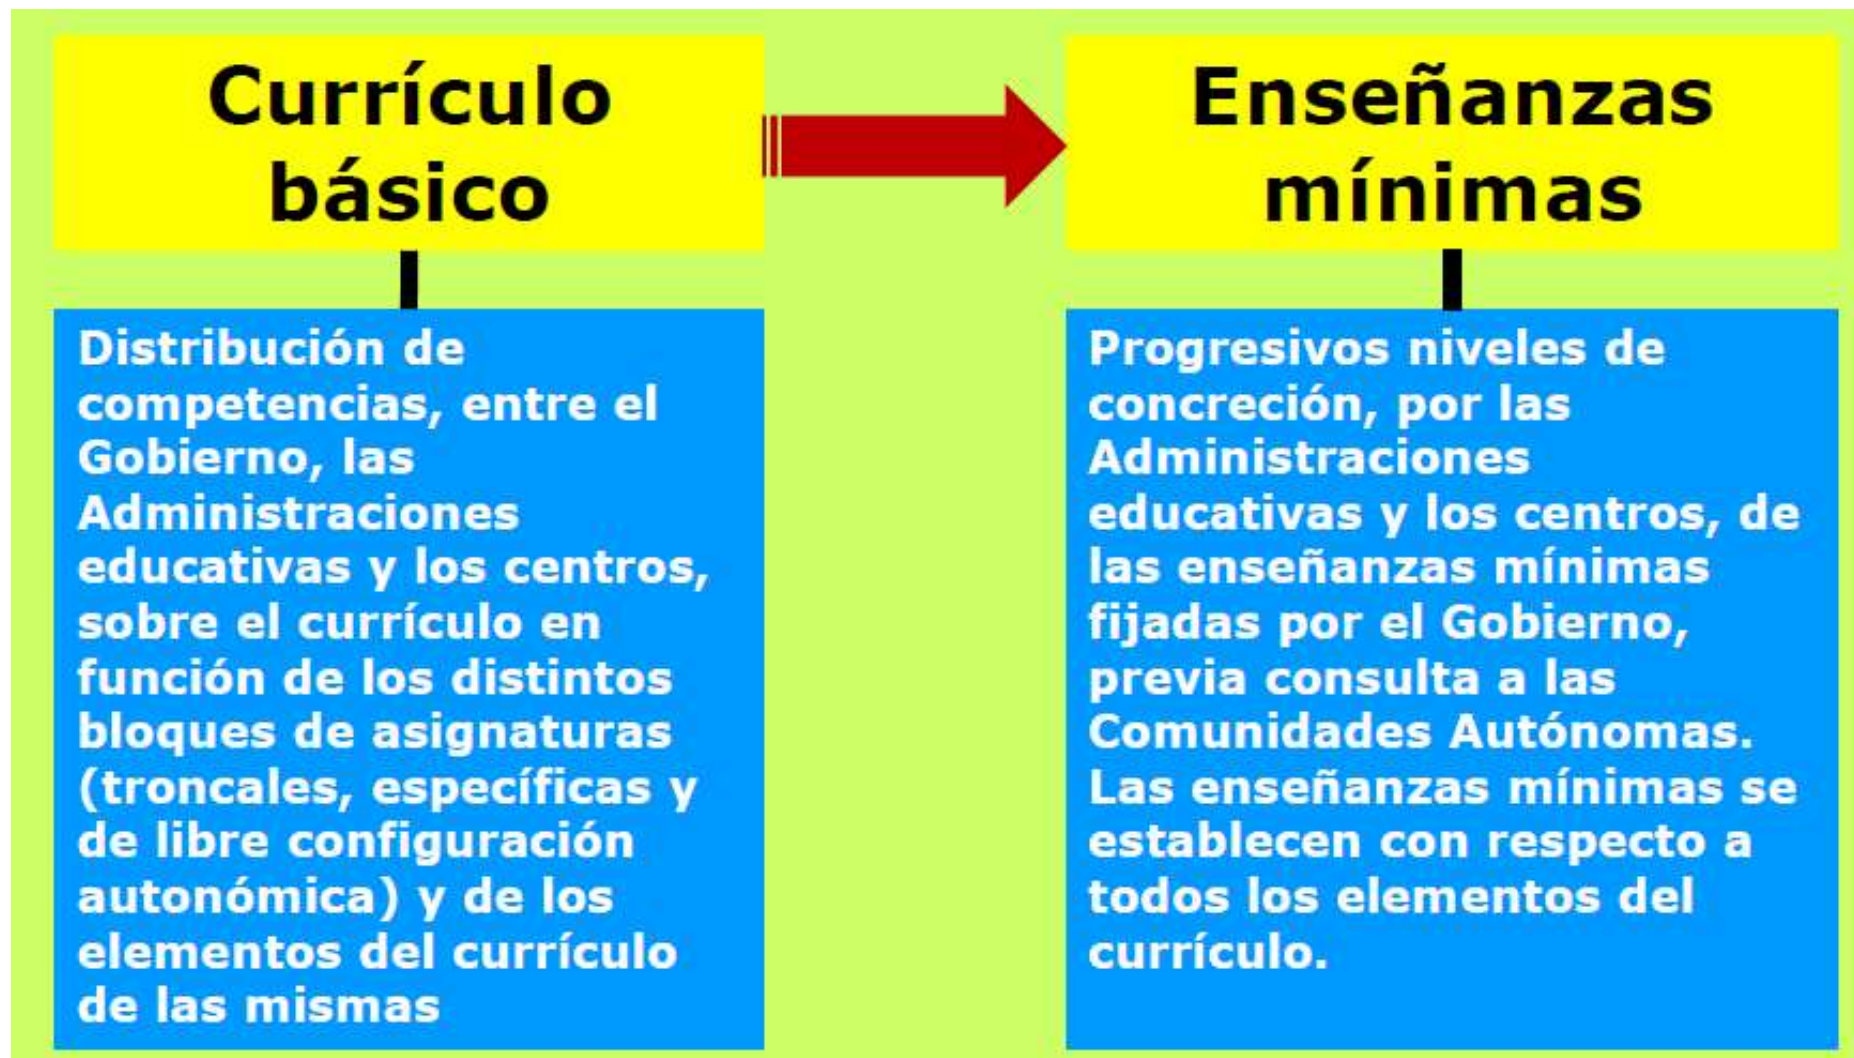 Currículo
básico
Distribución de
competencias, entre el
Gobierno, las
Administraciones
educativas y los centros,
sobre el currículo en
función de los distintos
bloques de asignaturas
(troncales, específicas y
de libre configuración
autonómica) y de los
elementos del currículo
de las mismas
Enseñanzas
mínimas
Progresivos niveles de
concreción, por las
Administraciones
educativas y los centros, de
las enseñanzas mínimas
fijadas por el Gobierno,
previa consulta a las
Comunidades Autónomas.
Las enseñanzas mínimas se
establecen con respecto a
todos los elementos del
currículo.